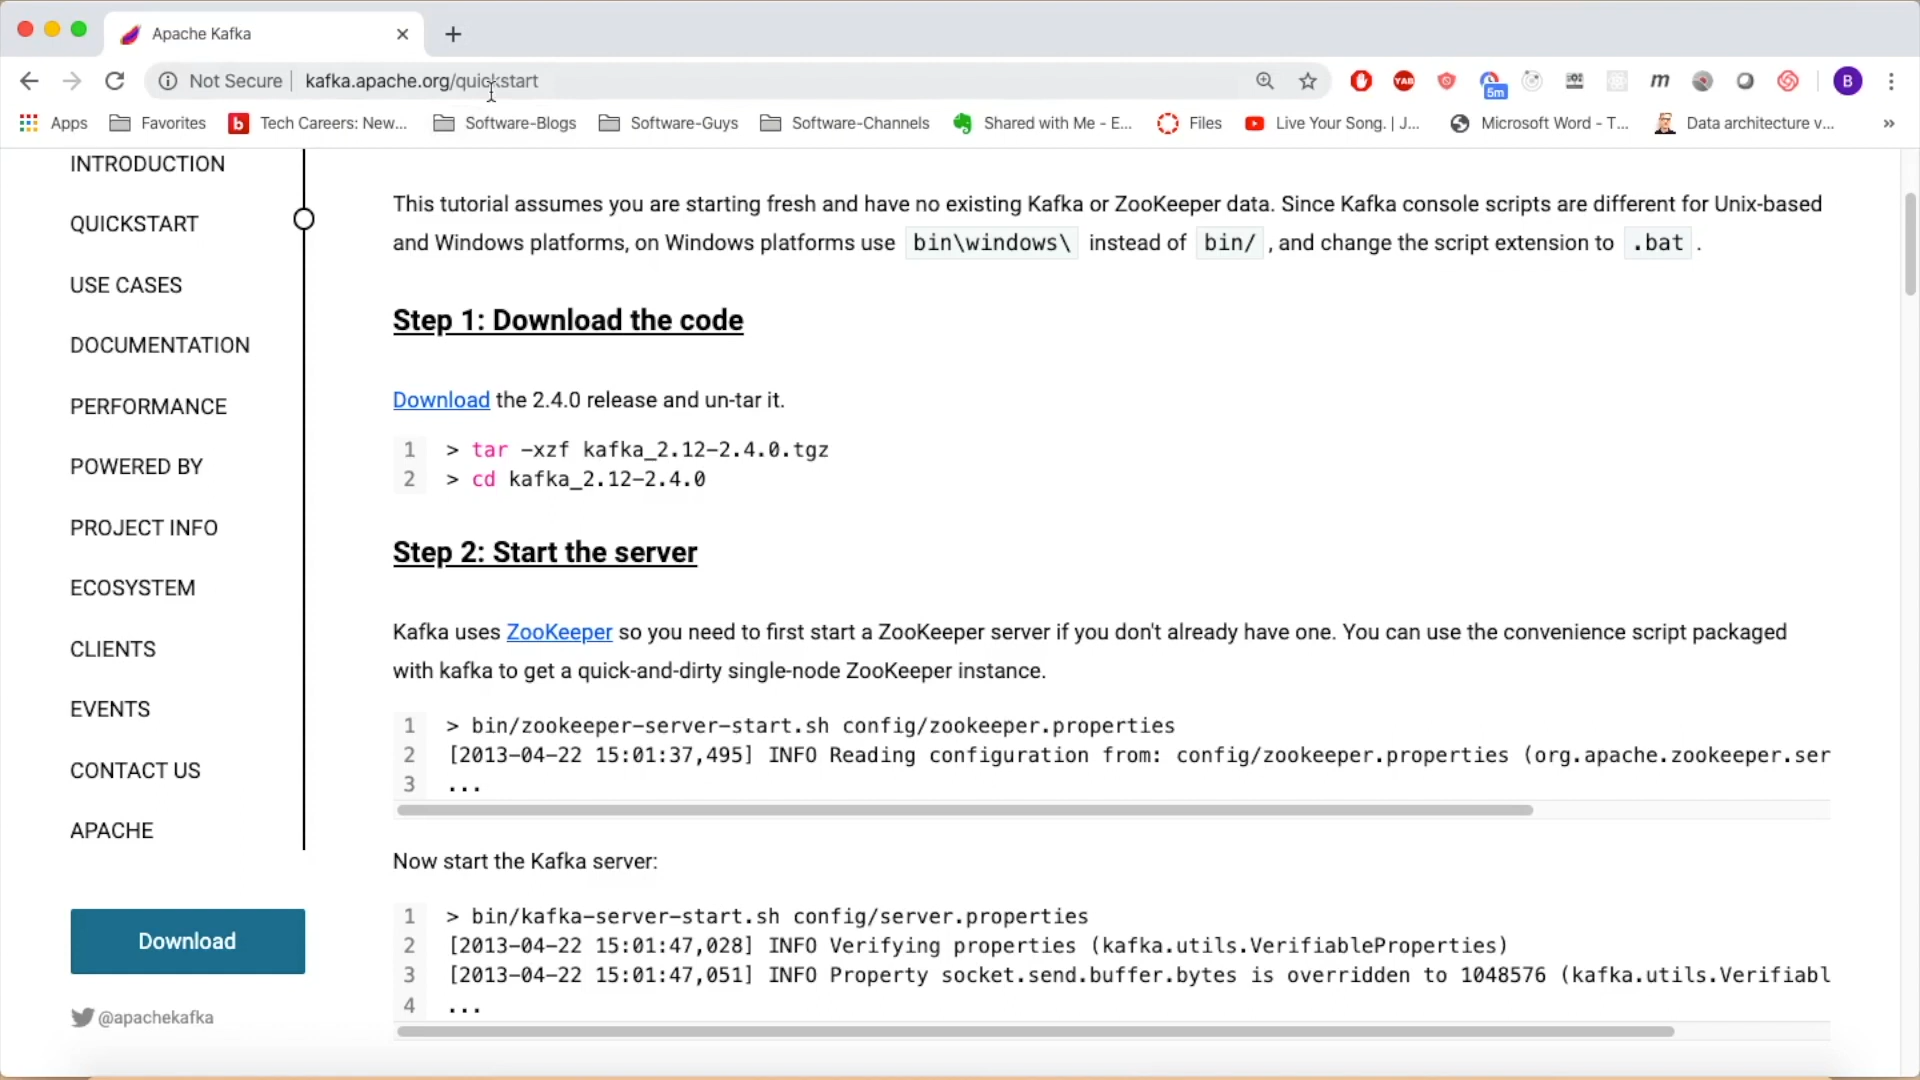 Apache Kafka
Not Secure
kafka.apache.org/quickstart
YAB
5m
m
B
Apps
Favorites
b
Tech Careers: New...
Software-Blogs
Software-Guys
Software-Channels
Shared with Me - E...
Files
Live Your Song. | J...
Microsoft Word - T...
Data architecture v...
»
INTRODUCTION
QUICKSTART
USE CASES
DOCUMENTATION
PERFORMANCE
POWERED BY
PROJECT INFO
ECOSYSTEM
CLIENTS
EVENTS
CONTACT US
APACHE
Download
@apachekafka
This tutorial assumes you are starting fresh and have no existing Kafka or ZooKeeper data. Since Kafka console scripts are different for Unix-based
and Windows platforms, on Windows platforms use bin\windows\ instead of bin/ , and change the script extension to .bat .
Step 1: Download the code
Download the 2.4.0 release and un-tar it.
1 > tar -xzf kafka_2.12-2.4.0.tgz
2 > cd kafka_2.12-2.4.0
Step 2: Start the server
Kafka uses ZooKeeper so you need to first start a ZooKeeper server if you don't already have one. You can use the convenience script packaged
with kafka to get a quick-and-dirty single-node ZooKeeper instance.
1 > bin/zookeeper-server-start.sh config/zookeeper.properties
2 [2013-04-22 15:01:37,495] INFO Reading configuration from: config/zookeeper.properties (org.apache.zookeeper.ser
3 ...
Now start the Kafka server:
1 > bin/kafka-server-start.sh config/server.properties
2 [2013-04-22 15:01:47,028] INFO Verifying properties (kafka.utils.VerifiableProperties)
3 [2013-04-22 15:01:47,051] INFO Property socket.send.buffer.bytes is overridden to 1048576 (kafka.utils.Verifiabl
4 ...